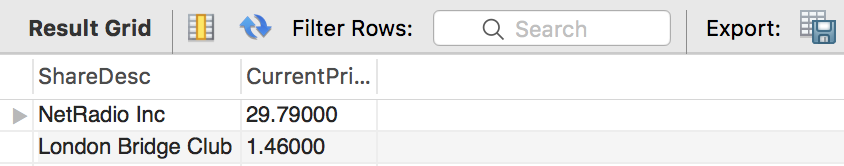 Result Grid Filter Rows: Search Export:
ShareDesc CurrentPri...
NetRadio Inc 29.79000
London Bridge Club 1.46000